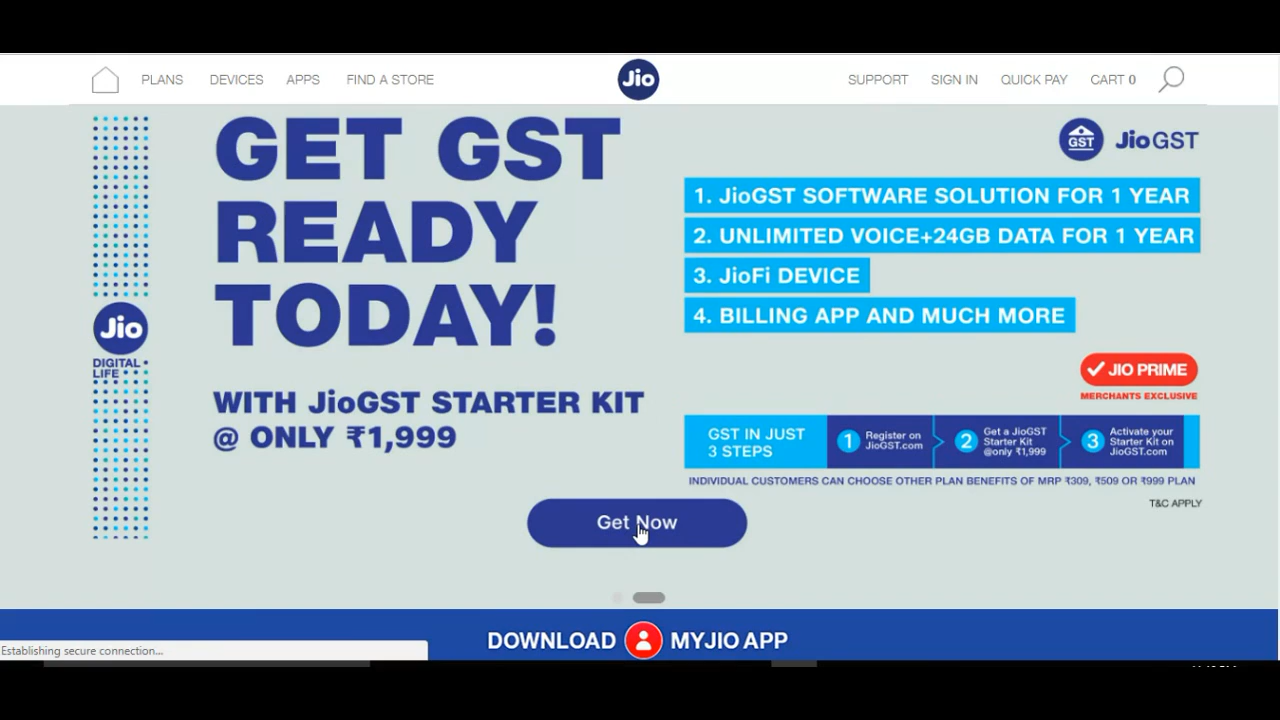 PLANS DEVICES APPS FIND A STORE Jio SUPPORT SIGN IN QUICK PAY CART 0
GET GST
READY
TODAY!
WITH JioGST STARTER KIT
@ ONLY ₹1,999
Jio
DIGITAL
LIFE
GST JioGST
1. JioGST SOFTWARE SOLUTION FOR 1 YEAR
2. UNLIMITED VOICE+24GB DATA FOR 1 YEAR
3. JioFi DEVICE
4. BILLING APP AND MUCH MORE
JIO PRIME
MERCHANTS EXCLUSIVE
GST IN JUST
3 STEPS
1 Register on
JioGST.com
2 Get a JioGST
Starter Kit
@only ₹1,999
3 Activate your
Starter Kit on
JioGST.com
INDIVIDUAL CUSTOMERS CAN CHOOSE OTHER PLAN BENEFITS OF MRP ₹309, ₹509 OR ₹999 PLAN
T&C APPLY
Get Now
DOWNLOAD MYJIO APP
Establishing secure connection...